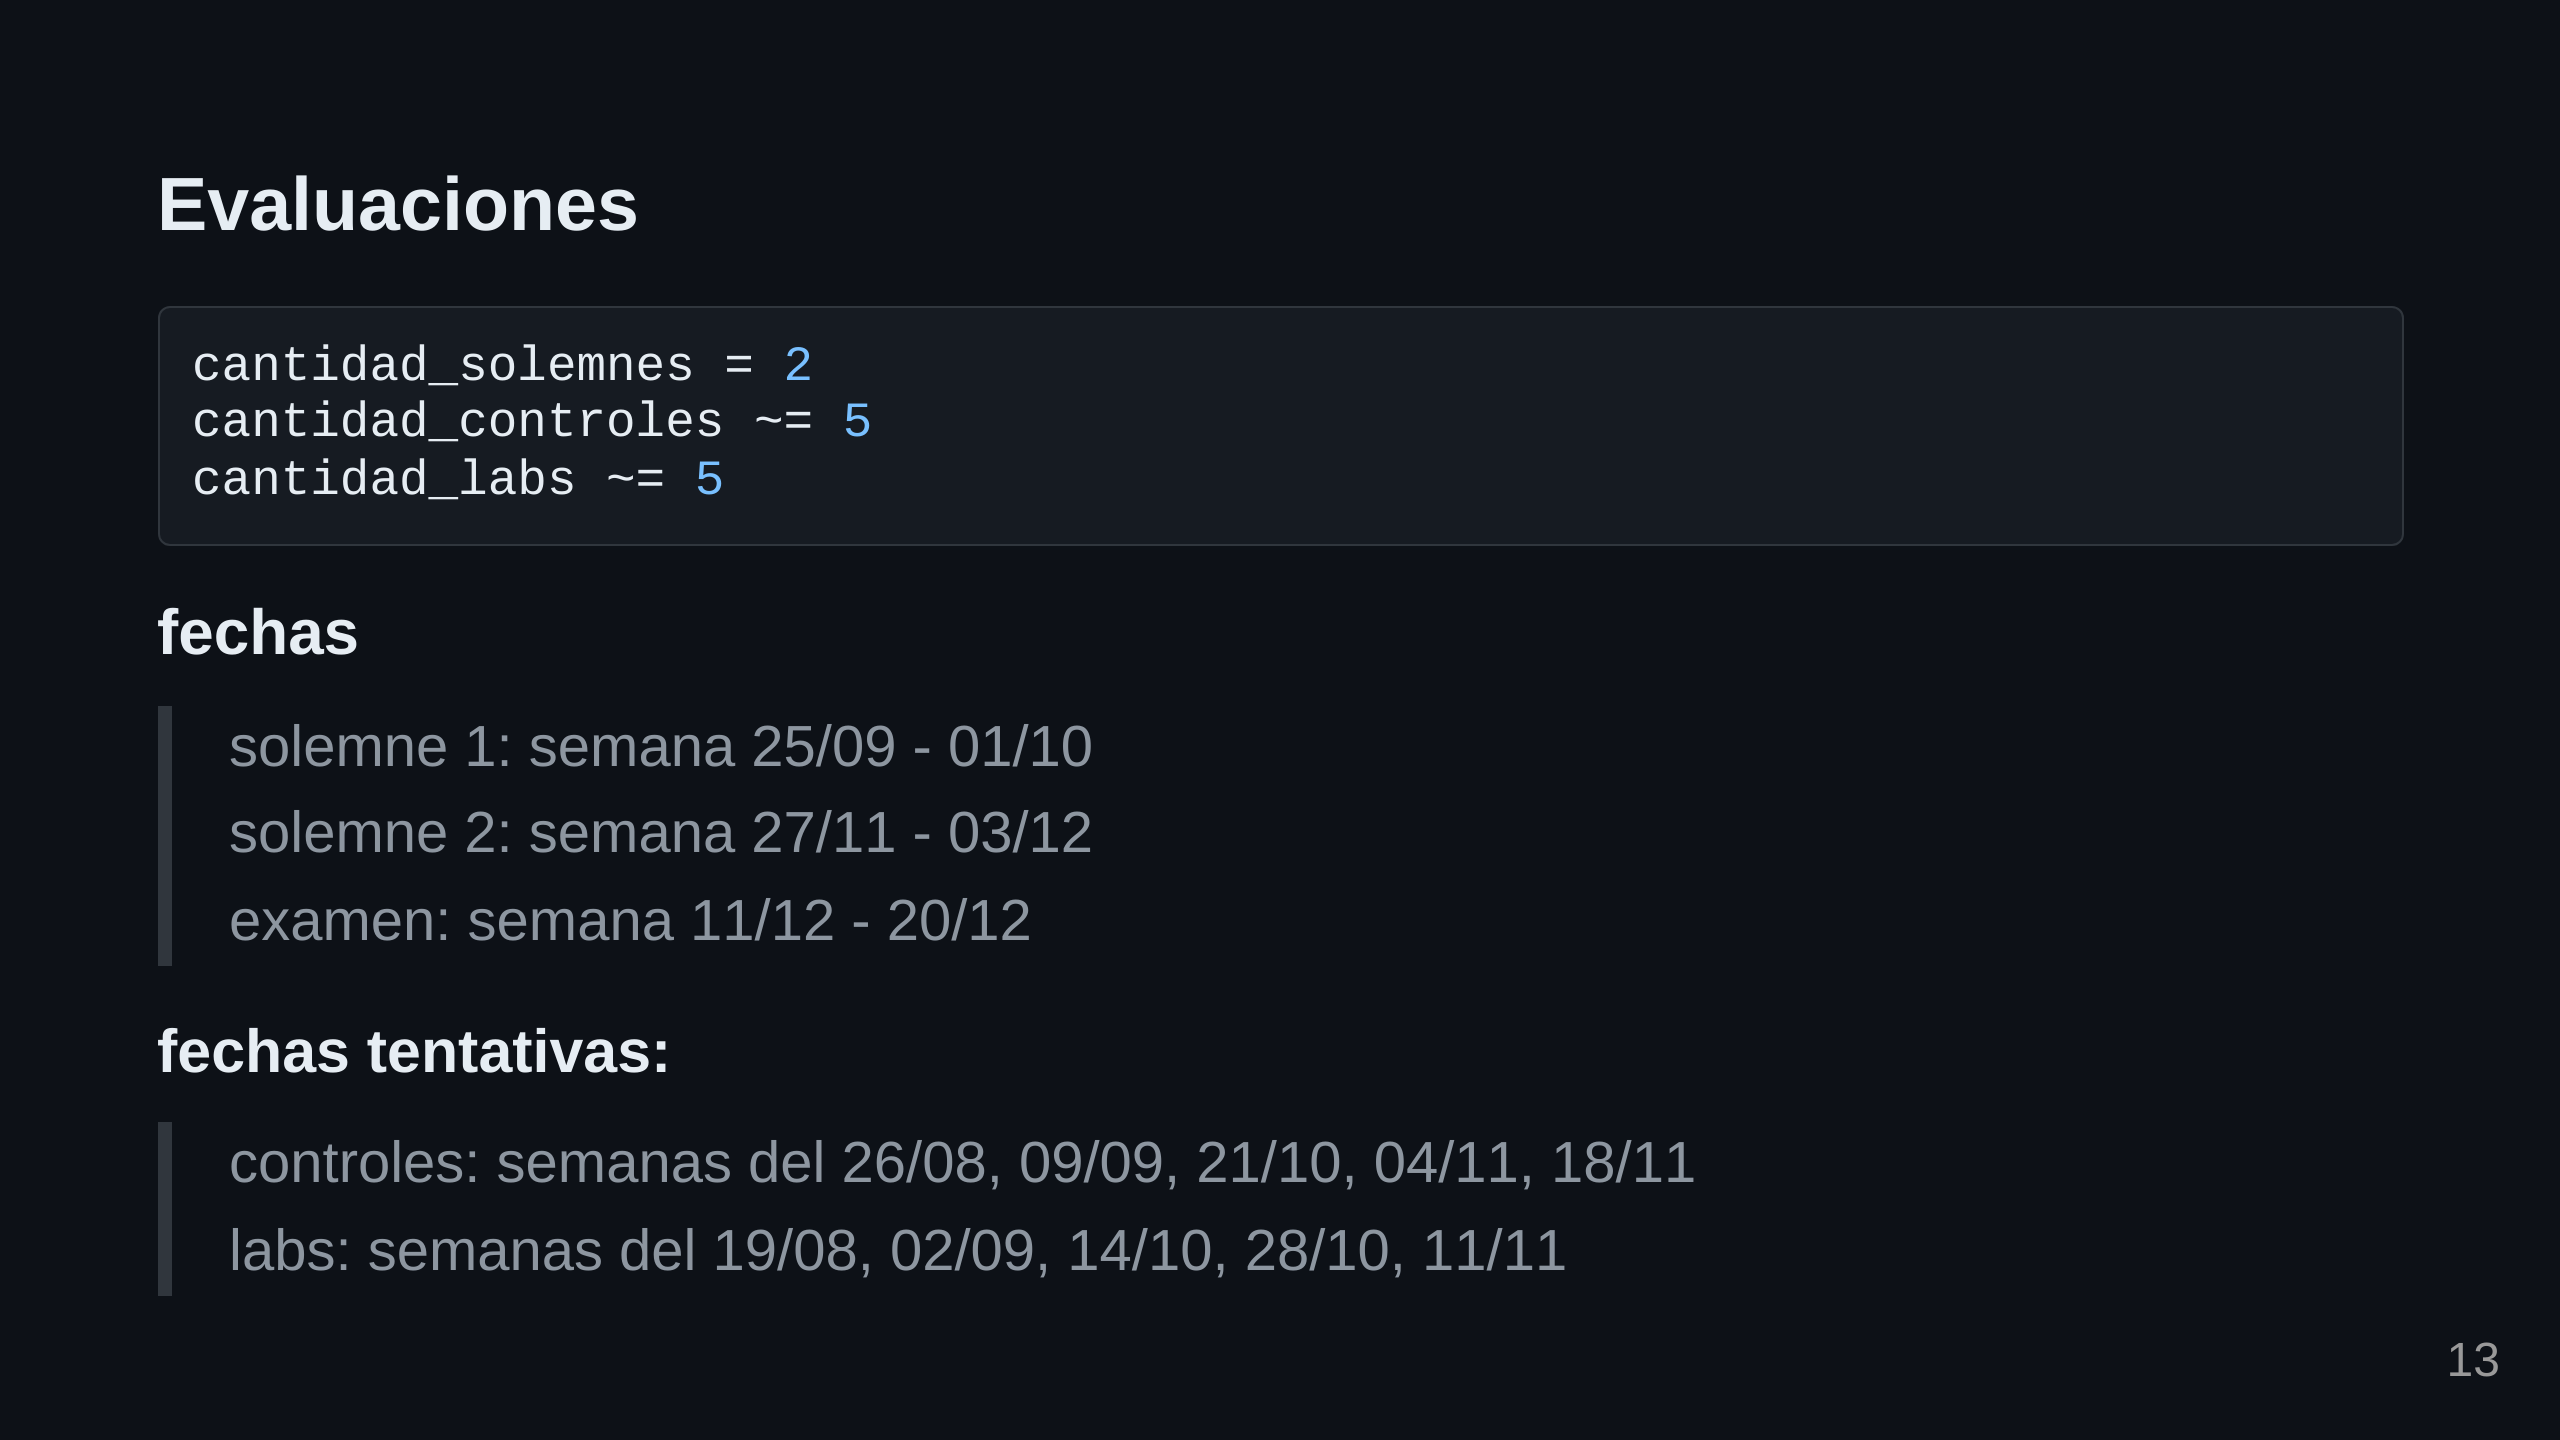 Evaluaciones
cantidad_solemnes = 2
cantidad_controles ~= 5
cantidad_labs ~= 5
fechas
solemne 1: semana 25/09 - 01/10
solemne 2: semana 27/11 - 03/12
examen: semana 11/12 - 20/12
fechas tentativas:
controles: semanas del 26/08, 09/09, 21/10, 04/11, 18/11
labs: semanas del 19/08, 02/09, 14/10, 28/10, 11/11
13